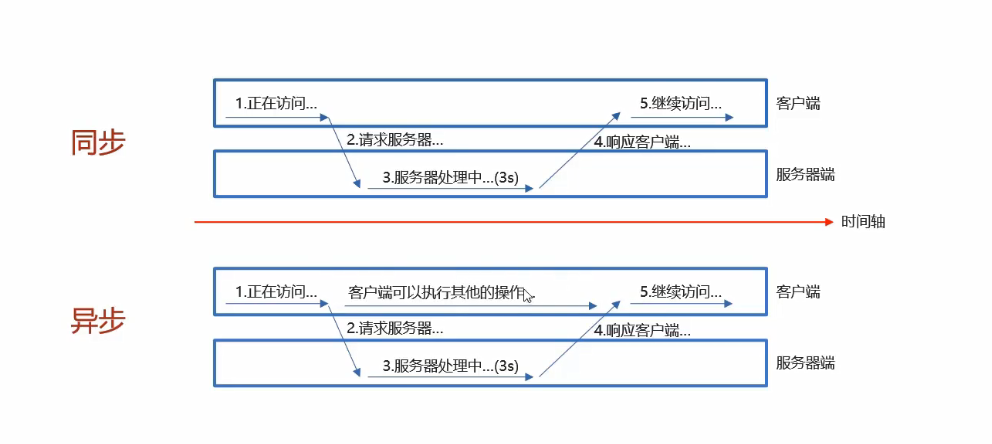 1.正在访问...
5.继续访问...
客户端
同步
2.请求服务器...
4.响应客户端...
3.服务器处理中...(3s)
服务器端
时间轴
1.正在访问...
客户端可以执行其他的操作...
5.继续访问...
客户端
异步
2.请求服务器...
4.响应客户端...
3.服务器处理中...(3s)
服务器端